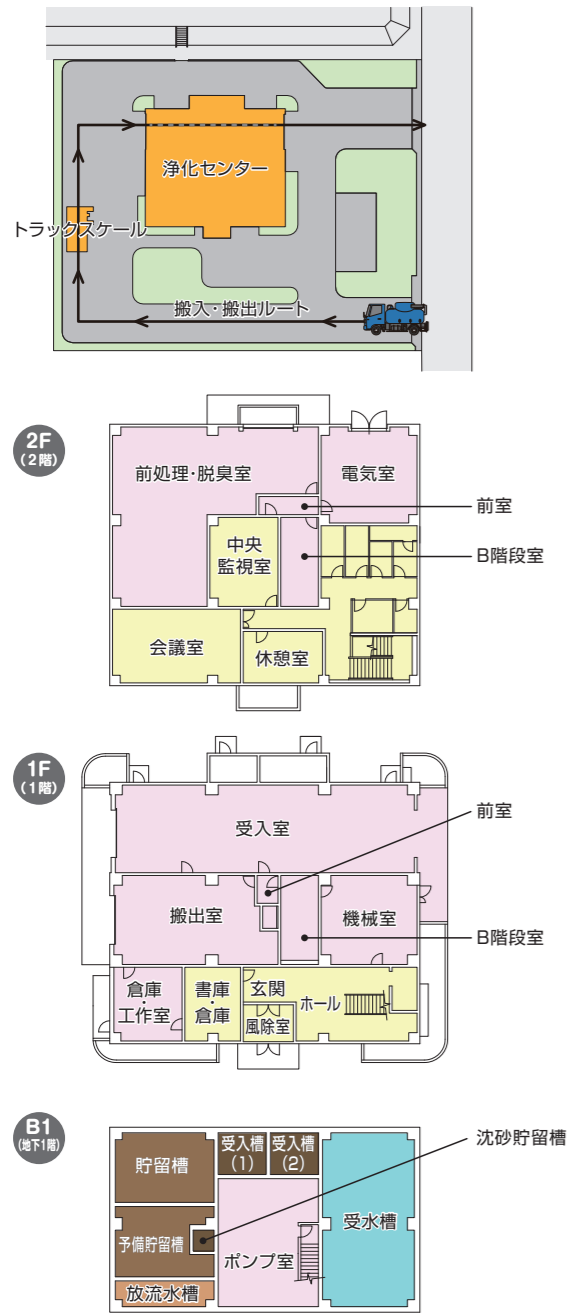 浄化センター
トラックスケール
搬入・搬出ルート
2F
(2階)
前処理・脱臭室
電気室
前室
中央
監視室
B階段室
会議室
休憩室
1F
(1階)
受入室
前室
搬出室
機械室
B階段室
倉庫
・
工作室
書庫
・
倉庫
玄関
ホール
風除室
B1
(地下1階)
貯留槽
受入槽
(1)
受入槽
(2)
沈砂貯留槽
予備貯留槽
ポンプ室
受水槽
放流水槽